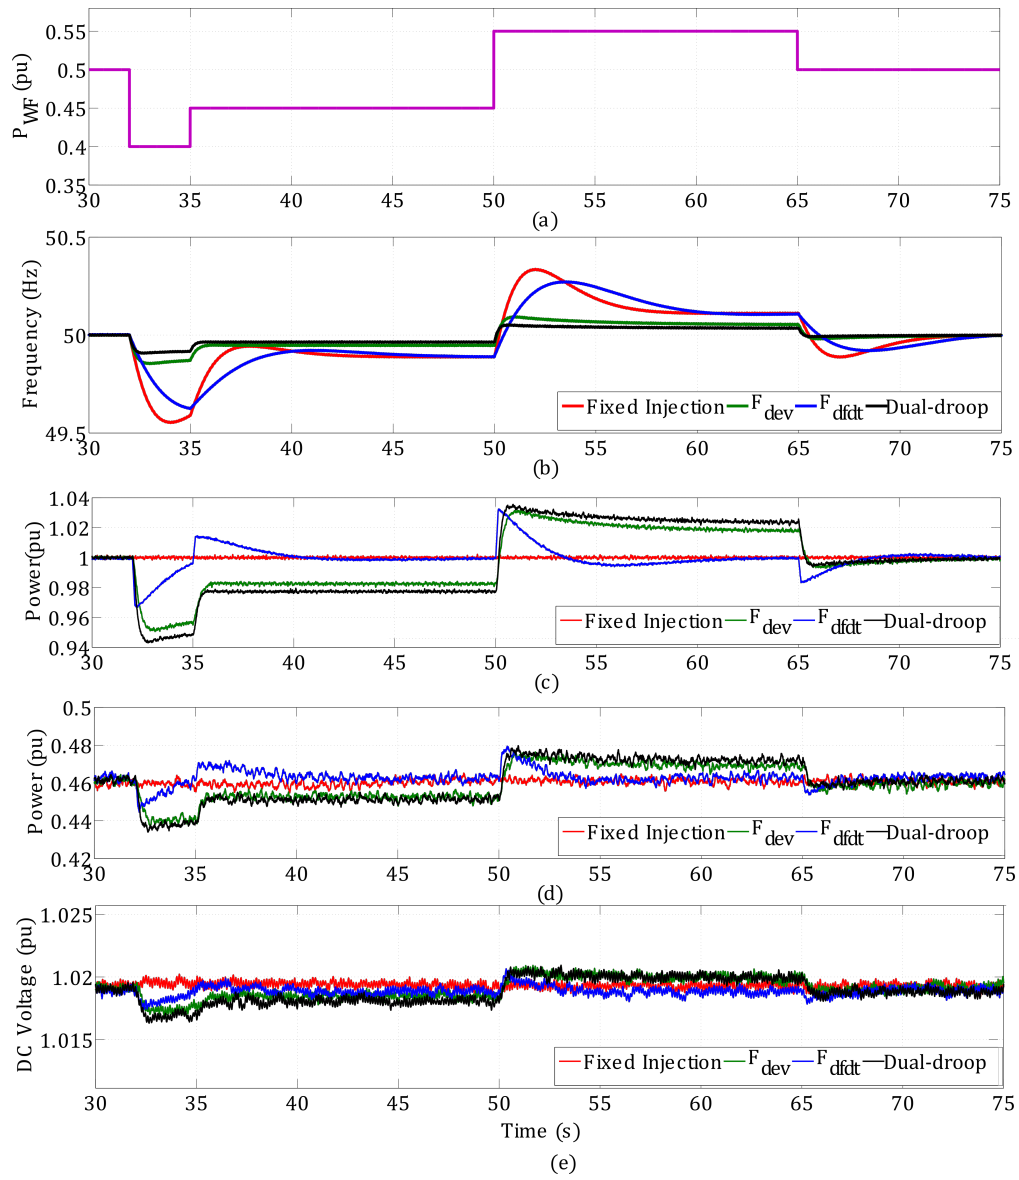 0.55
0.5
0.45
0.4
0.35
P_WF (pu)
30 35 40 45 50 55 60 65 70 75
(a)
50.5
50
49.5
Frequency (Hz)
Fixed Injection F_dev F_dfdt Dual-droop
30 35 40 45 50 55 60 65 70 75
(b)
1.04
1.02
1
0.98
0.96
0.94
Power(pu)
Fixed Injection F_dev F_dfdt Dual-droop
30 35 40 45 50 55 60 65 70 75
(c)
0.5
0.48
0.46
0.44
0.42
Power (pu)
Fixed Injection F_dev F_dfdt Dual-droop
30 35 40 45 50 55 60 65 70 75
(d)
1.025
1.02
1.015
DC Voltage (pu)
Fixed Injection F_dev F_dfdt Dual-droop
30 35 40 45 50 55 60 65 70 75
Time (s)
(e)